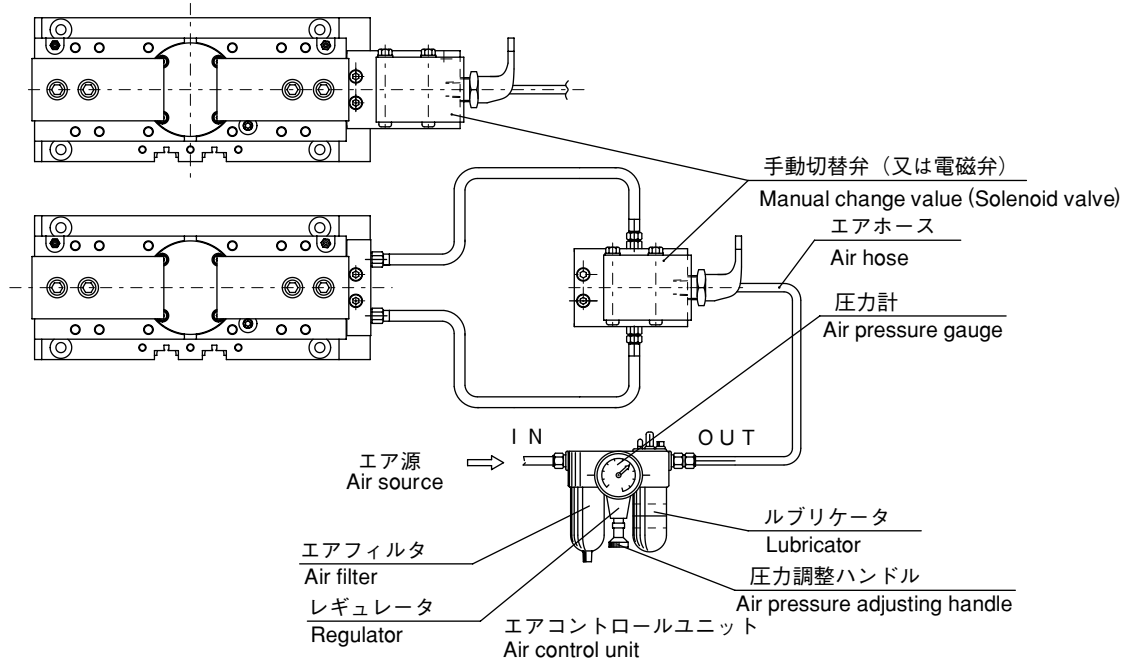 手動切替弁（又は電磁弁）
Manual change value (Solenoid valve)
エアホース
Air hose
圧力計
Air pressure gauge
I N
O U T
エア源
Air source
ルブリケータ
Lubricator
エアフィルタ
Air filter
圧力調整ハンドル
Air pressure adjusting handle
レギュレータ
Regulator
エアコントロールユニット
Air control unit